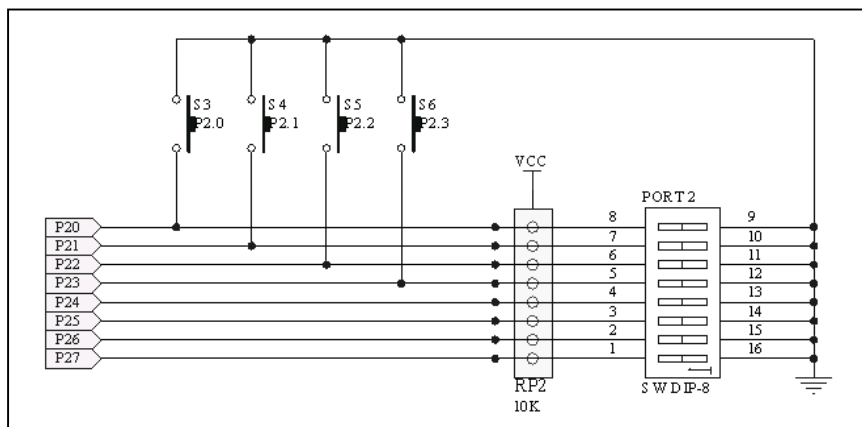 S3
P2.0
S4
P2.1
S5
P2.2
S6
P2.3
VCC
PORT2
P20
8
9
P21
7
10
P22
6
11
P23
5
12
P24
4
13
P25
3
14
P26
2
15
P27
1
16
RP2
10K
SWDIP-8